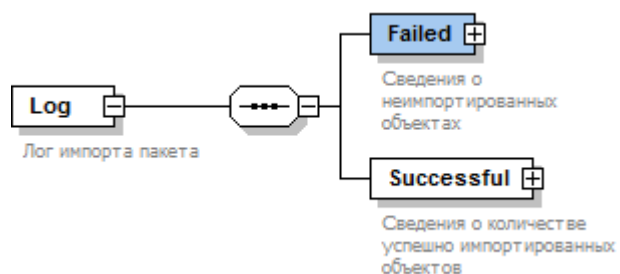 Failed
Сведения о
неимпортированных
объектах
Log
Лог импорта пакета
Successful
Сведения о количестве
успешно импортированных
объектов